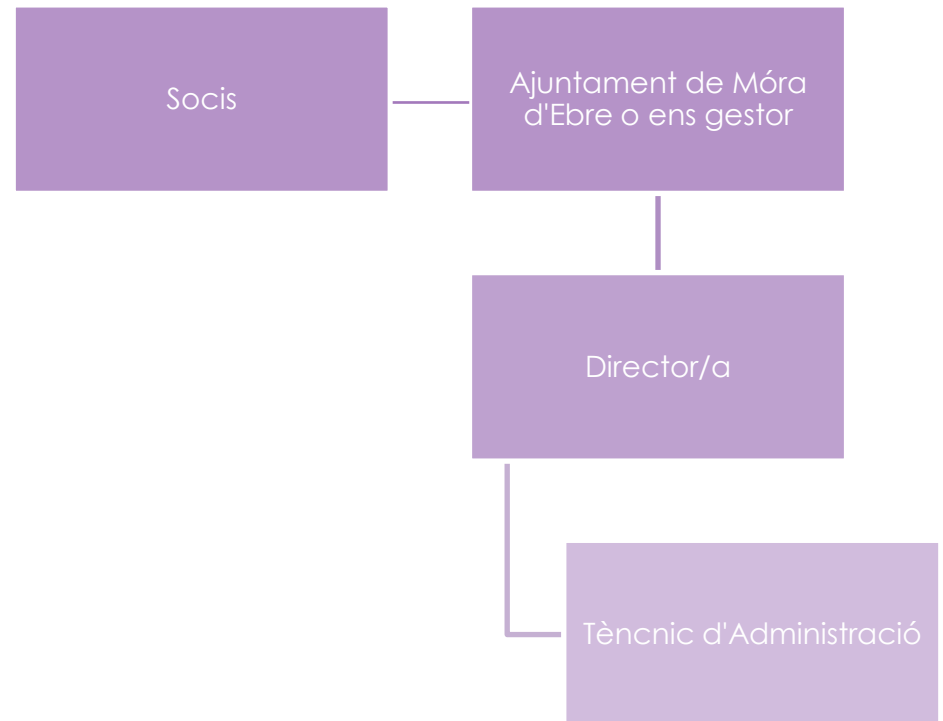 Socis
Ajuntament de Móra
d'Ebre o ens gestor
Director/a
Tèncnic d'Administració